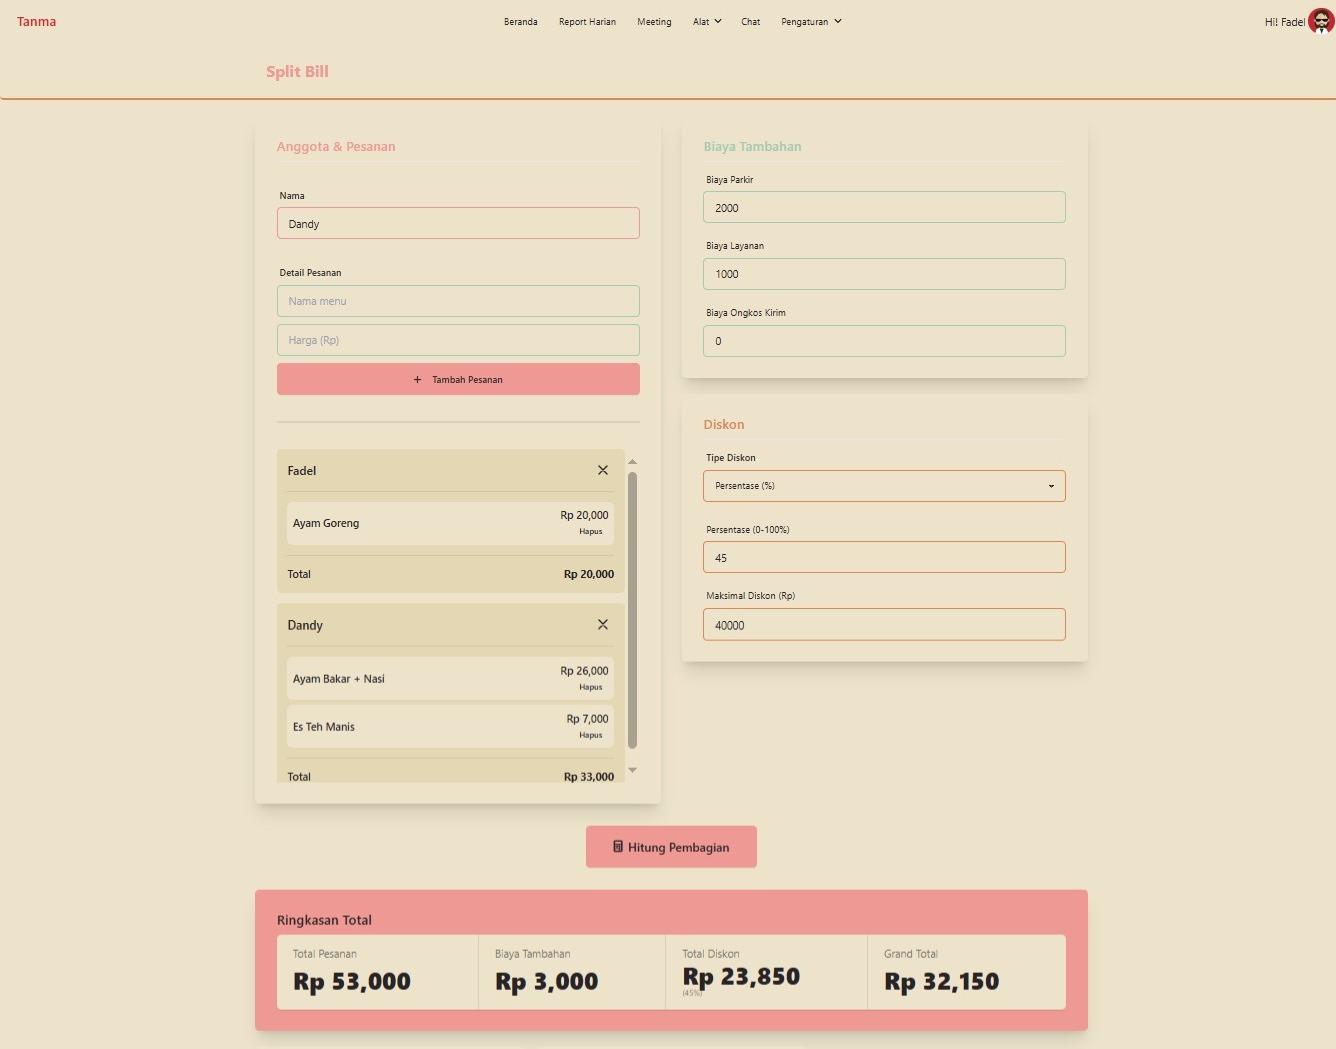 Tanma
Beranda
Report Harian
Meeting
Alat
Chat
Pengaturan
Hi! Fadel
Split Bill
Anggota & Pesanan
Nama
Dandy
Detail Pesanan
Nama menu
Harga (Rp)
+ Tambah Pesanan
Fadel
Ayam Goreng
Rp 20,000
Hapus
Total
Rp 20,000
Dandy
Ayam Bakar + Nasi
Rp 26,000
Hapus
Es Teh Manis
Rp 7,000
Hapus
Total
Rp 33,000
Biaya Tambahan
Biaya Parkir
2000
Biaya Layanan
1000
Biaya Ongkos Kirim
0
Diskon
Tipe Diskon
Persentase (%)
Persentase (0-100%)
45
Maksimal Diskon (Rp)
40000
Hitung Pembagian
Ringkasan Total
Total Pesanan
Rp 53,000
Biaya Tambahan
Rp 3,000
Total Diskon
Rp 23,850
(45%)
Grand Total
Rp 32,150